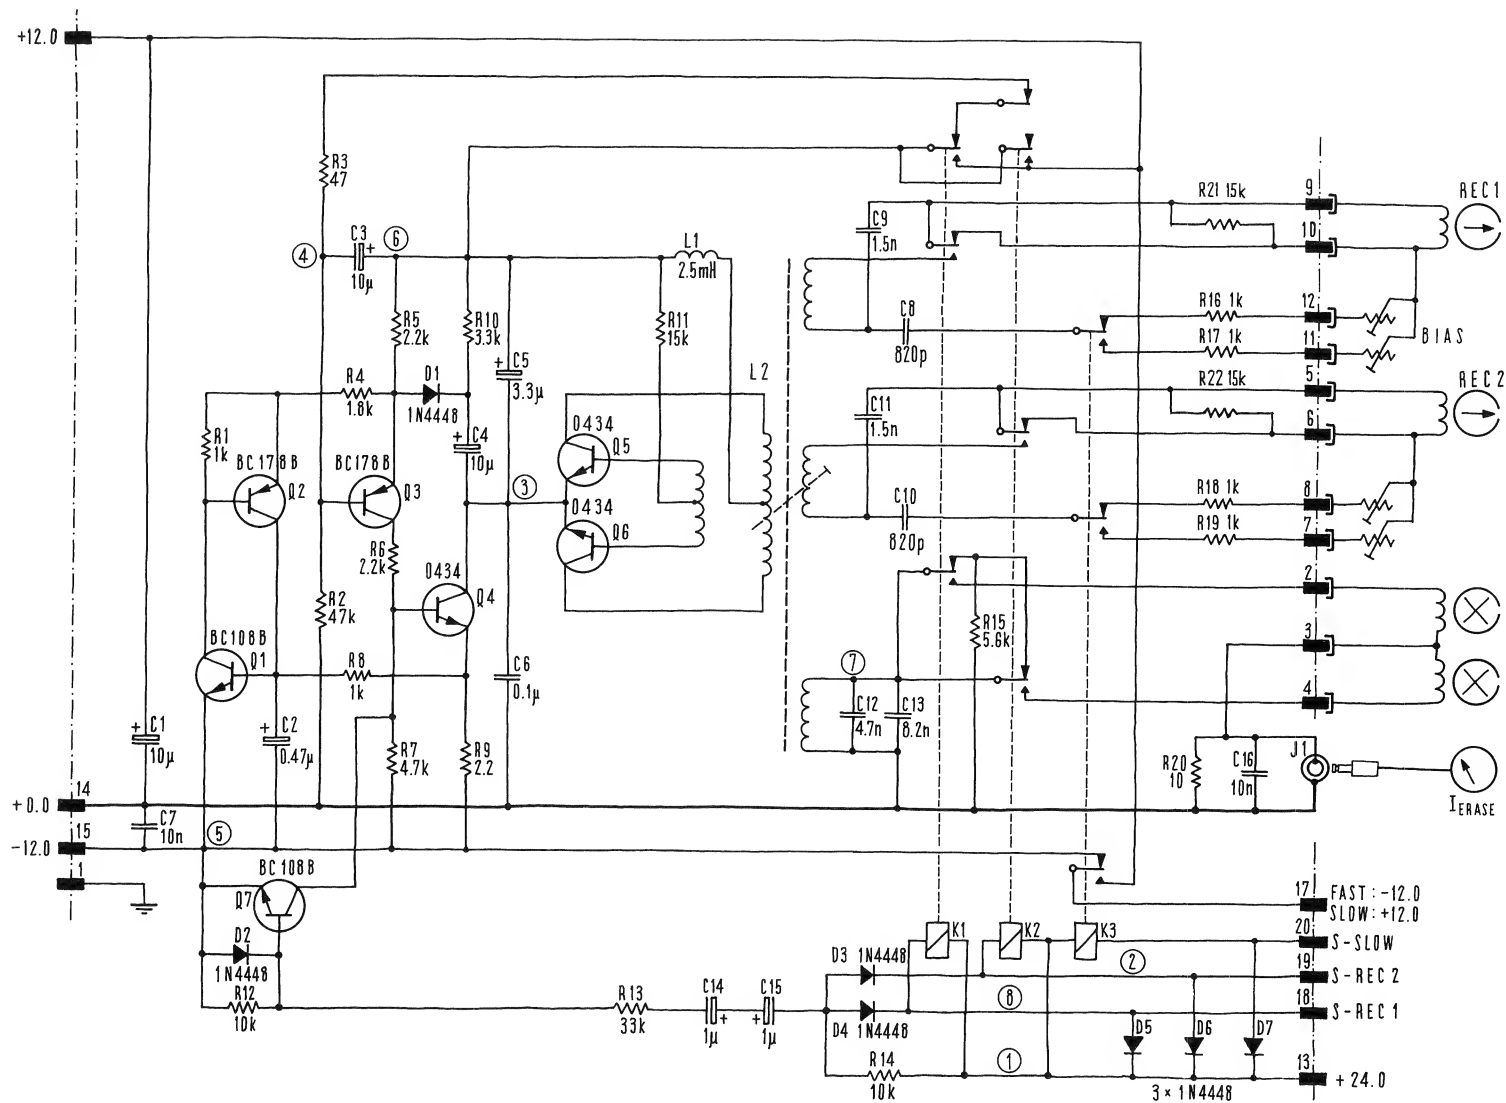 +12.0
R3
47
4
C3
+
10µ
6
L1
2.5mH
R5
2.2k
R10
3.3k
+
C5
3.3µ
R11
15k
L2
R4
1.8k
D1
1N4448
+
C4
10µ
R1
1k
BC178B
Q2
BC178B
Q3
3
0434
Q5
0434
Q6
R6
2.2k
0434
Q4
R2
47k
BC108B
Q1
R8
1k
C6
0.1µ
+
C1
10µ
+
C2
0.47µ
R7
4.7k
R9
2.2
+0.0
14
C7
10n
15
-12.0
5
1
BC108B
Q7
D2
1N4448
R12
10k
R13
33k
C14
+
1µ
C15
+
1µ
D3 1N4448
D4 1N4448
R14
10k
K1
K2
K3
2
8
1
D5
D6
D7
3×1N4448
C9
1.5n
C8
820p
C11
1.5n
C10
820p
R15
5.6k
7
C12
4.7n
C13
8.2n
R21 15k
9
REC1
10
R16 1k
12
R17 1k
11
BIAS
R22 15k
5
REC2
6
R18 1k
8
R19 1k
7
2
3
4
R20
10
C16
10n
J1
IERASE
17
FAST:-12.0
SLOW:+12.0
20
S-SLOW
19
S-REC2
18
S-REC1
13
+24.0